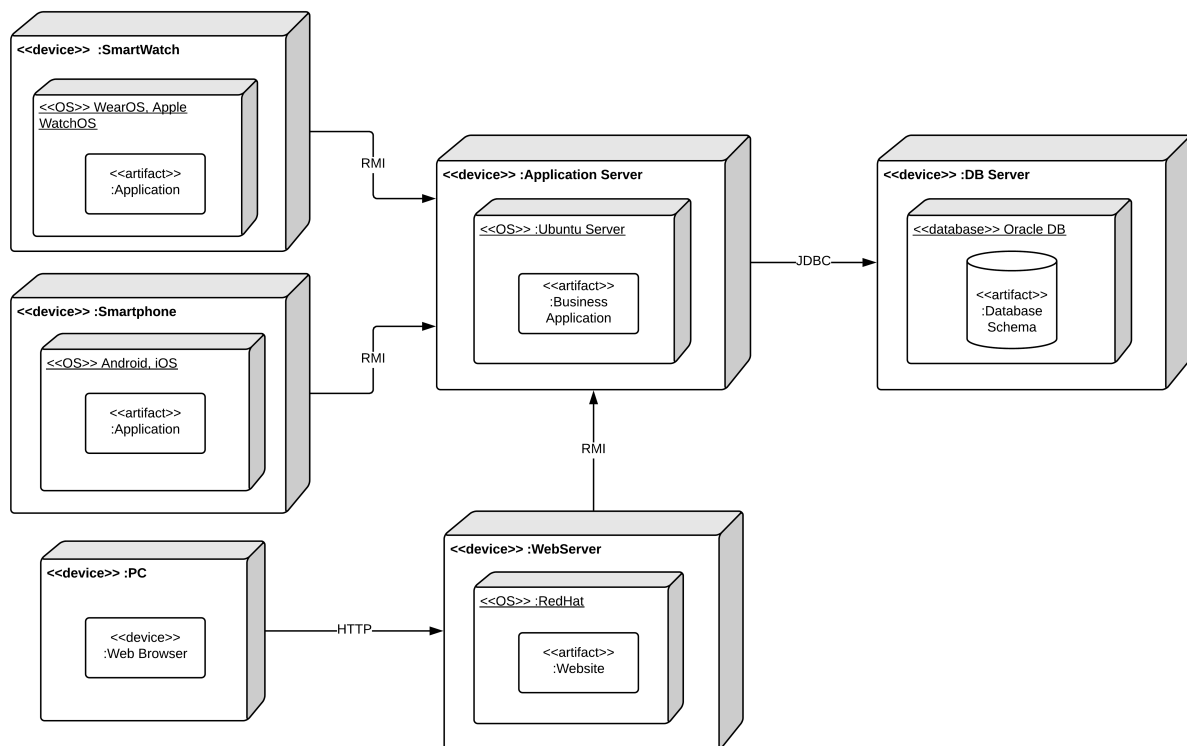 <<device>>  :SmartWatch
<<OS>> WearOS, Apple
WatchOS
<<artifact>>
:Application
RMI
<<device>> :Application Server
<<OS>> :Ubuntu Server
<<artifact>>
:Business
Application
JDBC
<<device>> :DB Server
<<database>> Oracle DB
<<artifact>>
:Database
Schema
<<device>> :Smartphone
<<OS>> Android, iOS
<<artifact>>
:Application
RMI
RMI
<<device>> :PC
<<device>>
:Web Browser
HTTP
<<device>> :WebServer
<<OS>> :RedHat
<<artifact>>
:Website